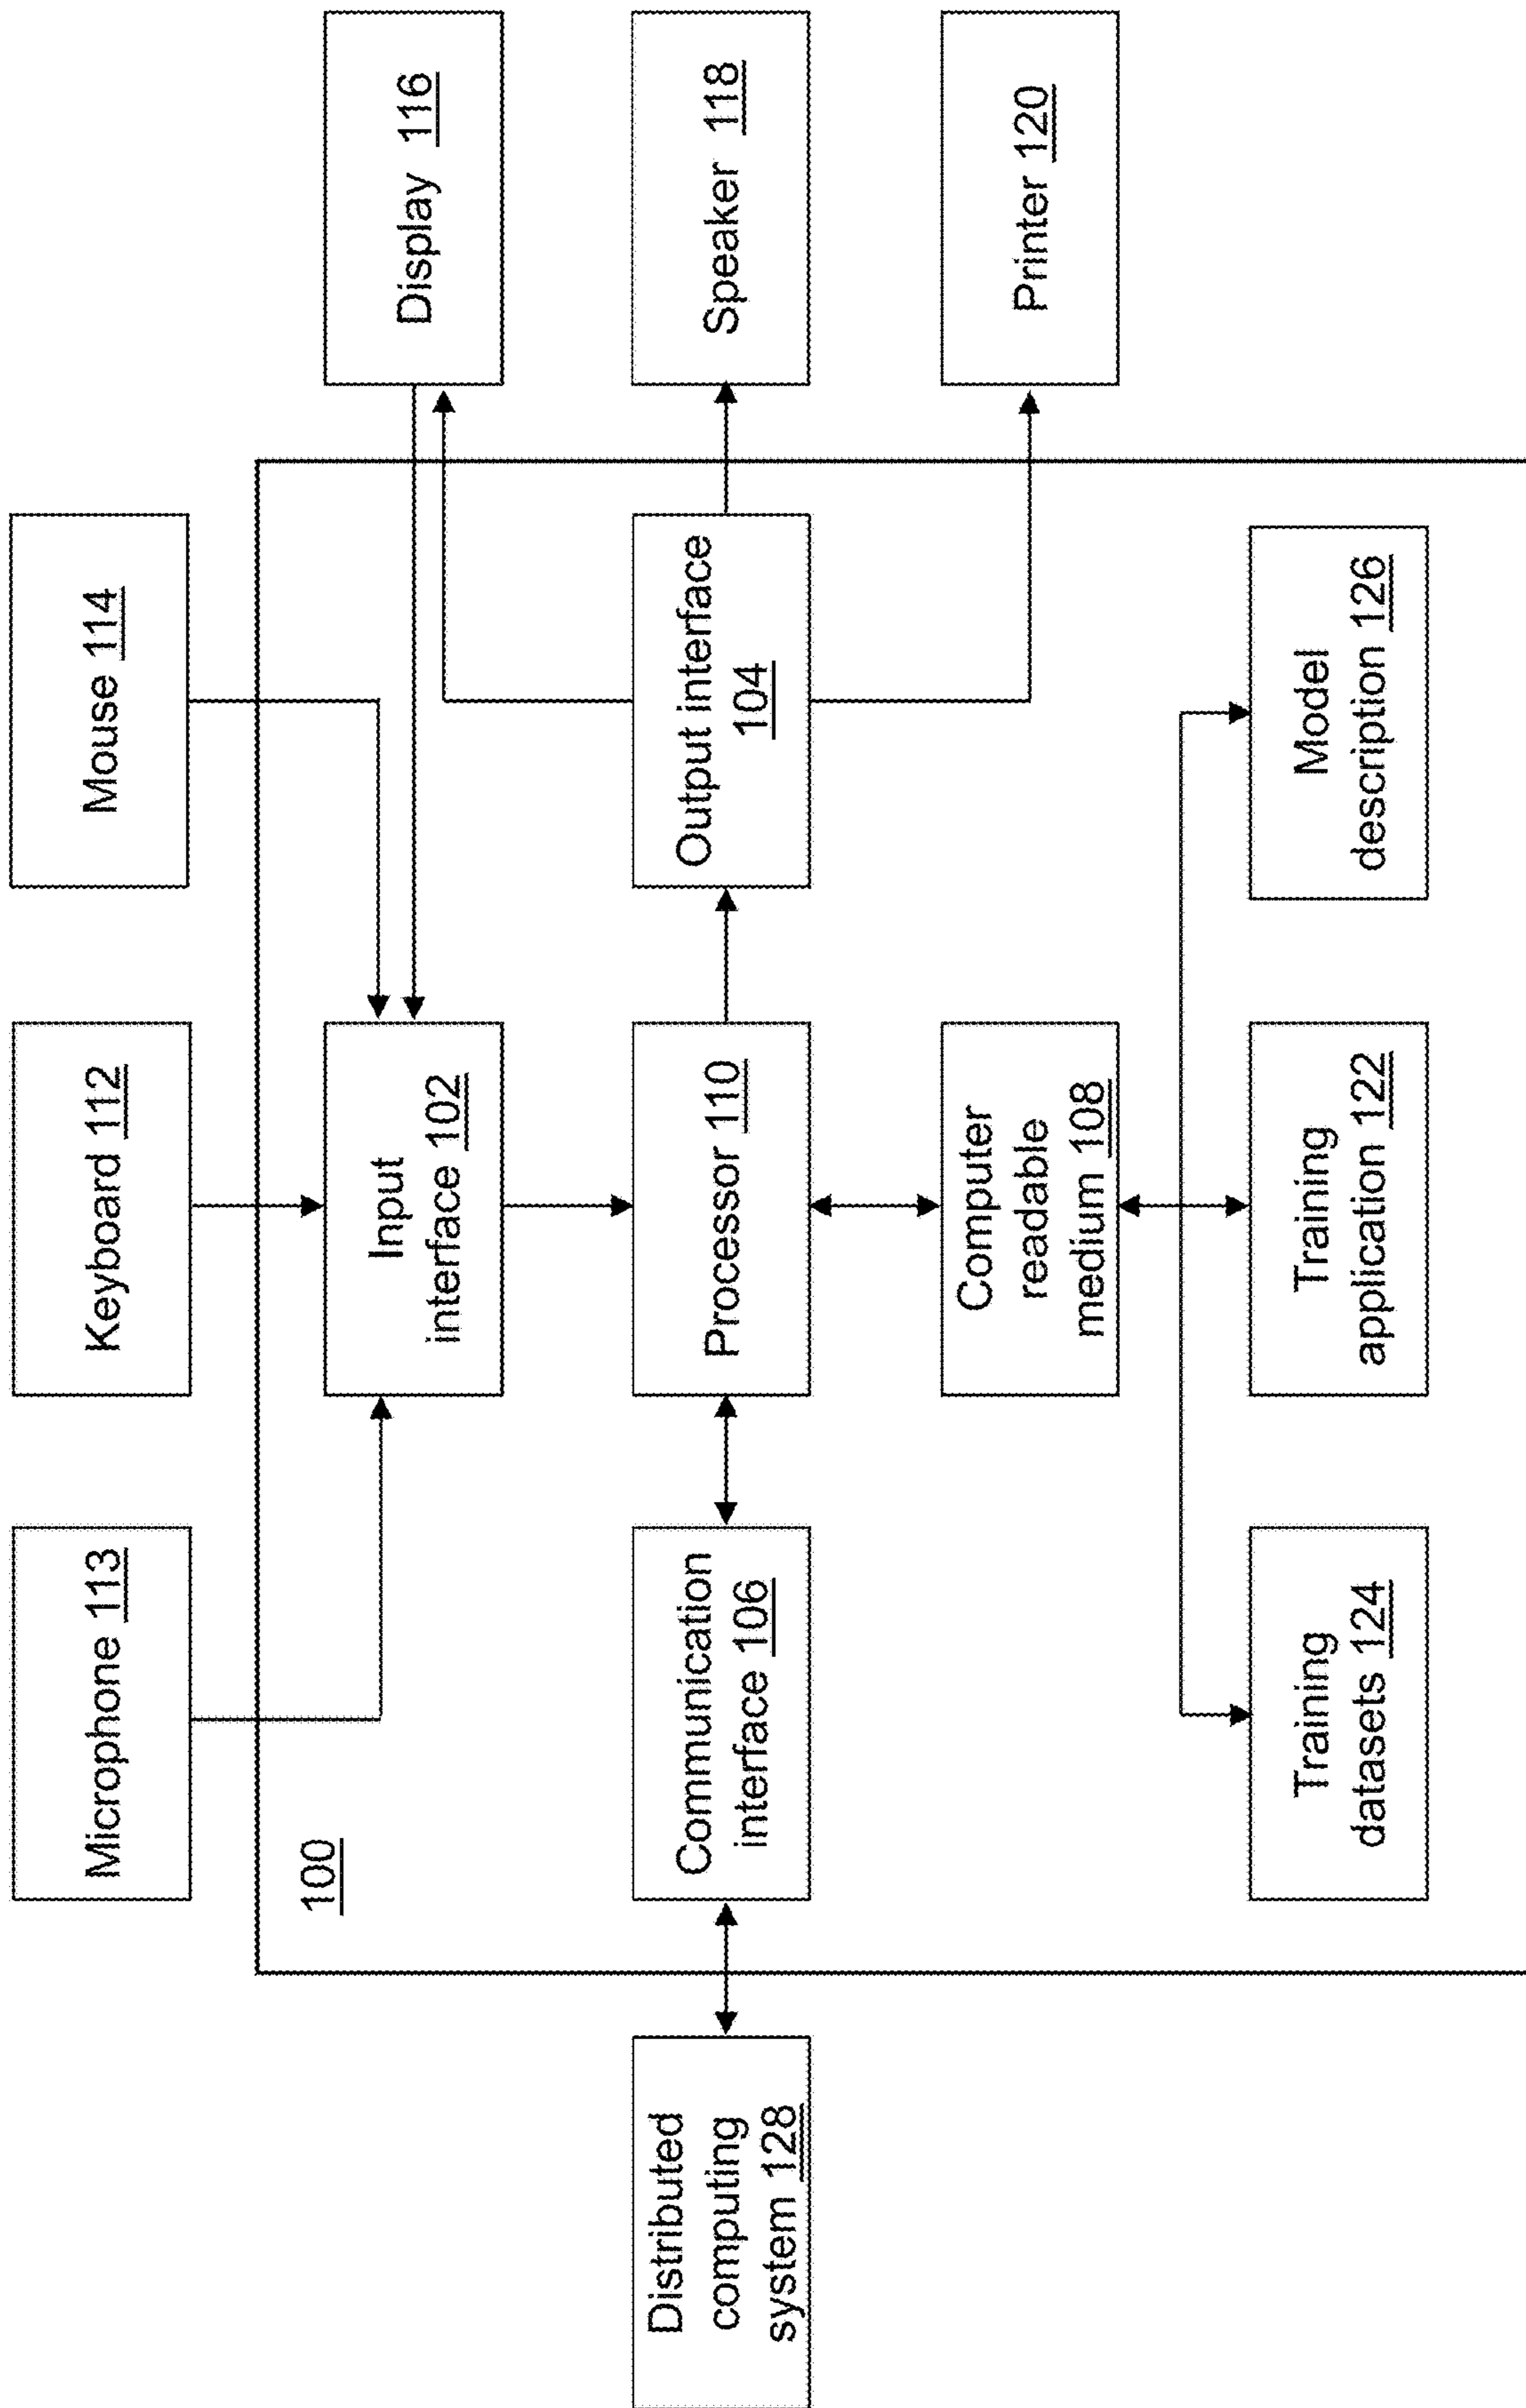 Microphone 113
Keyboard 112
Mouse 114
100
Input
interface 102
Display 116
Distributed
computing
system 128
Communication
interface 106
Processor 110
Output interface
104
Speaker 118
Computer
readable
medium 108
Printer 120
Training
datasets 124
Training
application 122
Model
description 126